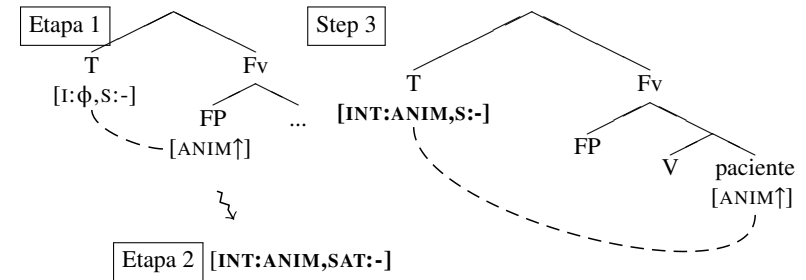 Etapa 1
T
Fv
[I:ϕ,S:-]
FP
...
[ANIM↑]
Etapa 2 [INT:ANIM,SAT:-]
Step 3
T
Fv
[INT:ANIM,S:-]
FP
V
paciente
[ANIM↑]